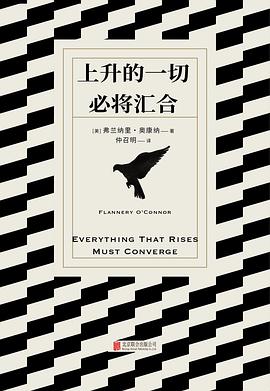 上升的一切
必将汇合
[美] 弗兰纳里·奥康纳 著
仲召明 译
FLANNERY O'CONNOR
EVERYTHING THAT RISES
MUST CONVERGE
北京联合出版公司